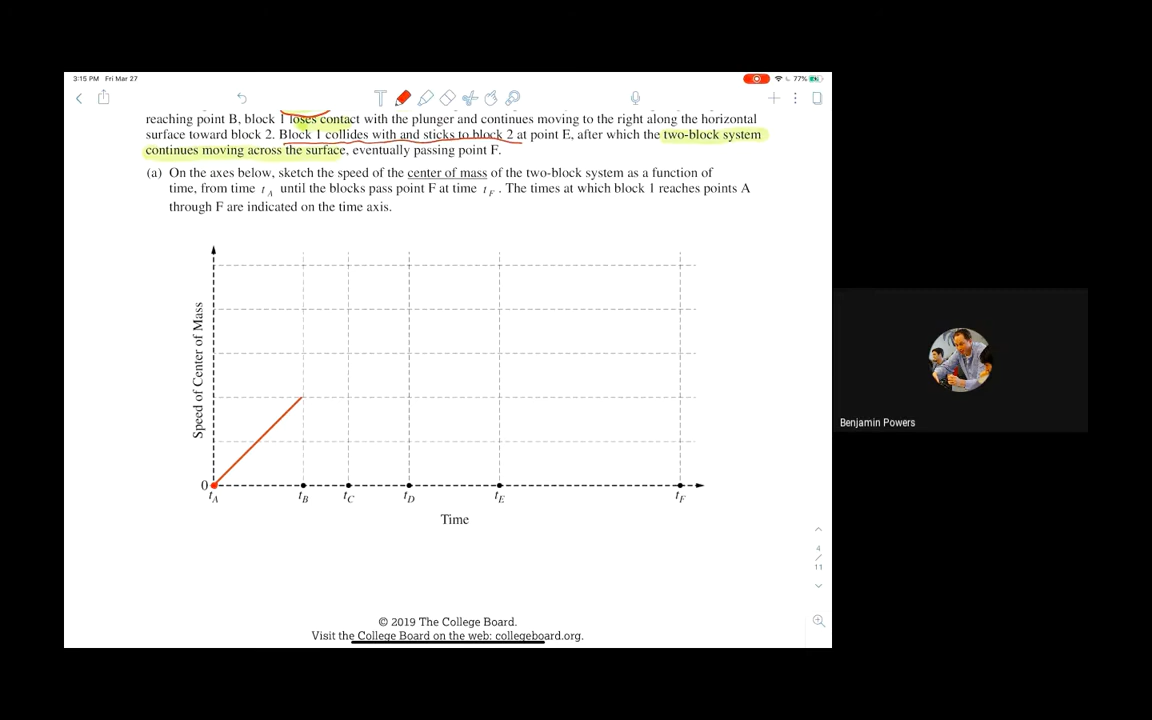 3:15 PM Fri Mar 27
77%
reaching point B, block 1 loses contact with the plunger and continues moving to the right along the horizontal
surface toward block 2. Block 1 collides with and sticks to block 2 at point E, after which the two-block system
continues moving across the surface, eventually passing point F.
(a) On the axes below, sketch the speed of the center of mass of the two-block system as a function of
time, from time t_A until the blocks pass point F at time t_F. The times at which block 1 reaches points A
through F are indicated on the time axis.
Speed of Center of Mass
0
t_A t_B t_C t_D t_E t_F
Time
4
/
11
© 2019 The College Board.
Visit the College Board on the web: collegeboard.org.
Benjamin Powers